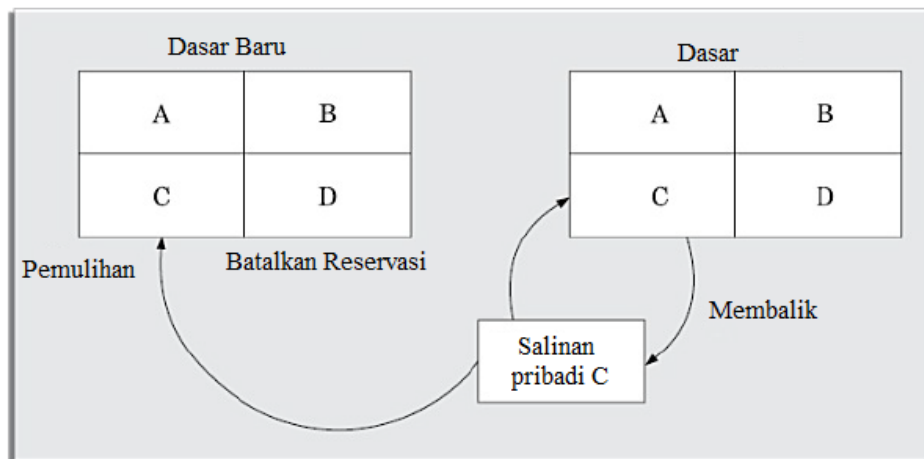 Dasar Baru
A
B
C
D
Pemulihan
Batalkan Reservasi
Dasar
A
B
C
D
Membalik
Salinan
pribadi C